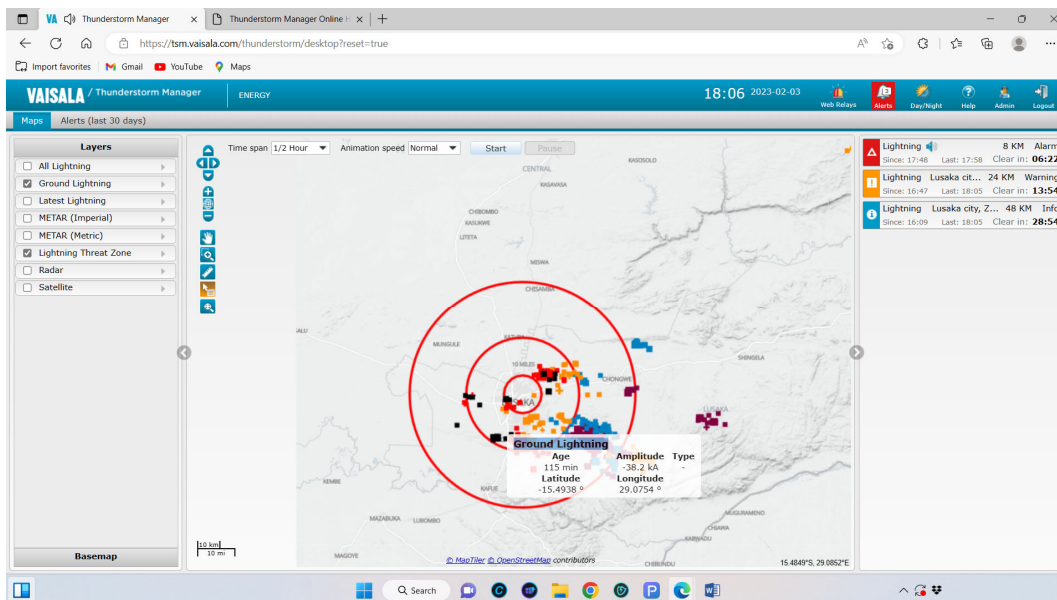 VA Thunderstorm Manager
Thunderstorm Manager Online H
https://tsm.vaisala.com/thunderstorm/desktop?reset=true
Import favorites Gmail YouTube Maps
VAISALA / Thunderstorm Manager ENERGY 18:06 2023-02-03
Web Relays Alerts Day/Night Help Admin Logout
Maps Alerts (last 30 days)
Layers
All Lightning
Ground Lightning
Latest Lightning
METAR (Imperial)
METAR (Metric)
Lightning Threat Zone
Radar
Satellite
Basemap
Time span 1/2 Hour Animation speed Normal Start Pause
CENTRAL
KASOSOLO
KASAVASA
CHIBOMBO
KASUKWE
LITETA
MISWA
CHISAMBA
MUNGULE
10 MILES
SHINGELA
CHONGWE
LUSAKA
Ground Lightning
Age Amplitude Type
115 min -38.2 kA -
Latitude Longitude
-15.4938 ° 29.0754 °
KEMBE
KAFUE
MAZABUKA
LUBOMBO
CHIAWA
MAGOYE
CHIRUNDU
10 km
10 mi
© MapTiler © OpenStreetMap contributors
15.4849°S, 29.0852°E
Lightning 8 KM Alarm
Since: 17:48 Last: 17:58 Clear in: 06:22
Lightning Lusaka cit... 24 KM Warning
Since: 16:47 Last: 18:05 Clear in: 13:54
Lightning Lusaka city, Z... 48 KM Info
Since: 16:09 Last: 18:05 Clear in: 28:54
Search